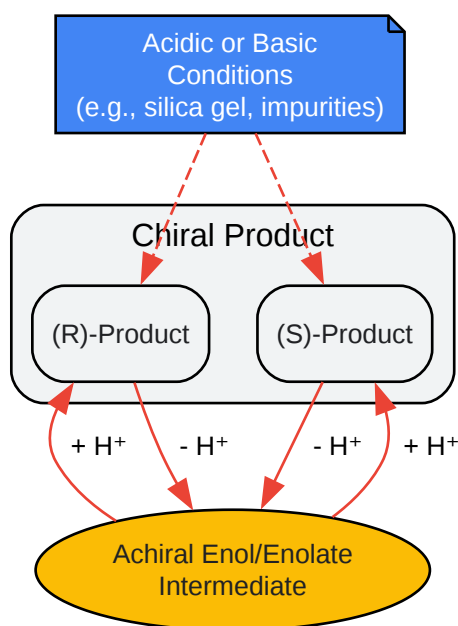 Acidic or Basic
Conditions
(e.g., silica gel, impurities)
Chiral Product
(R)-Product
(S)-Product
+ H⁺
- H⁺
- H⁺
+ H⁺
Achiral Enol/Enolate
Intermediate